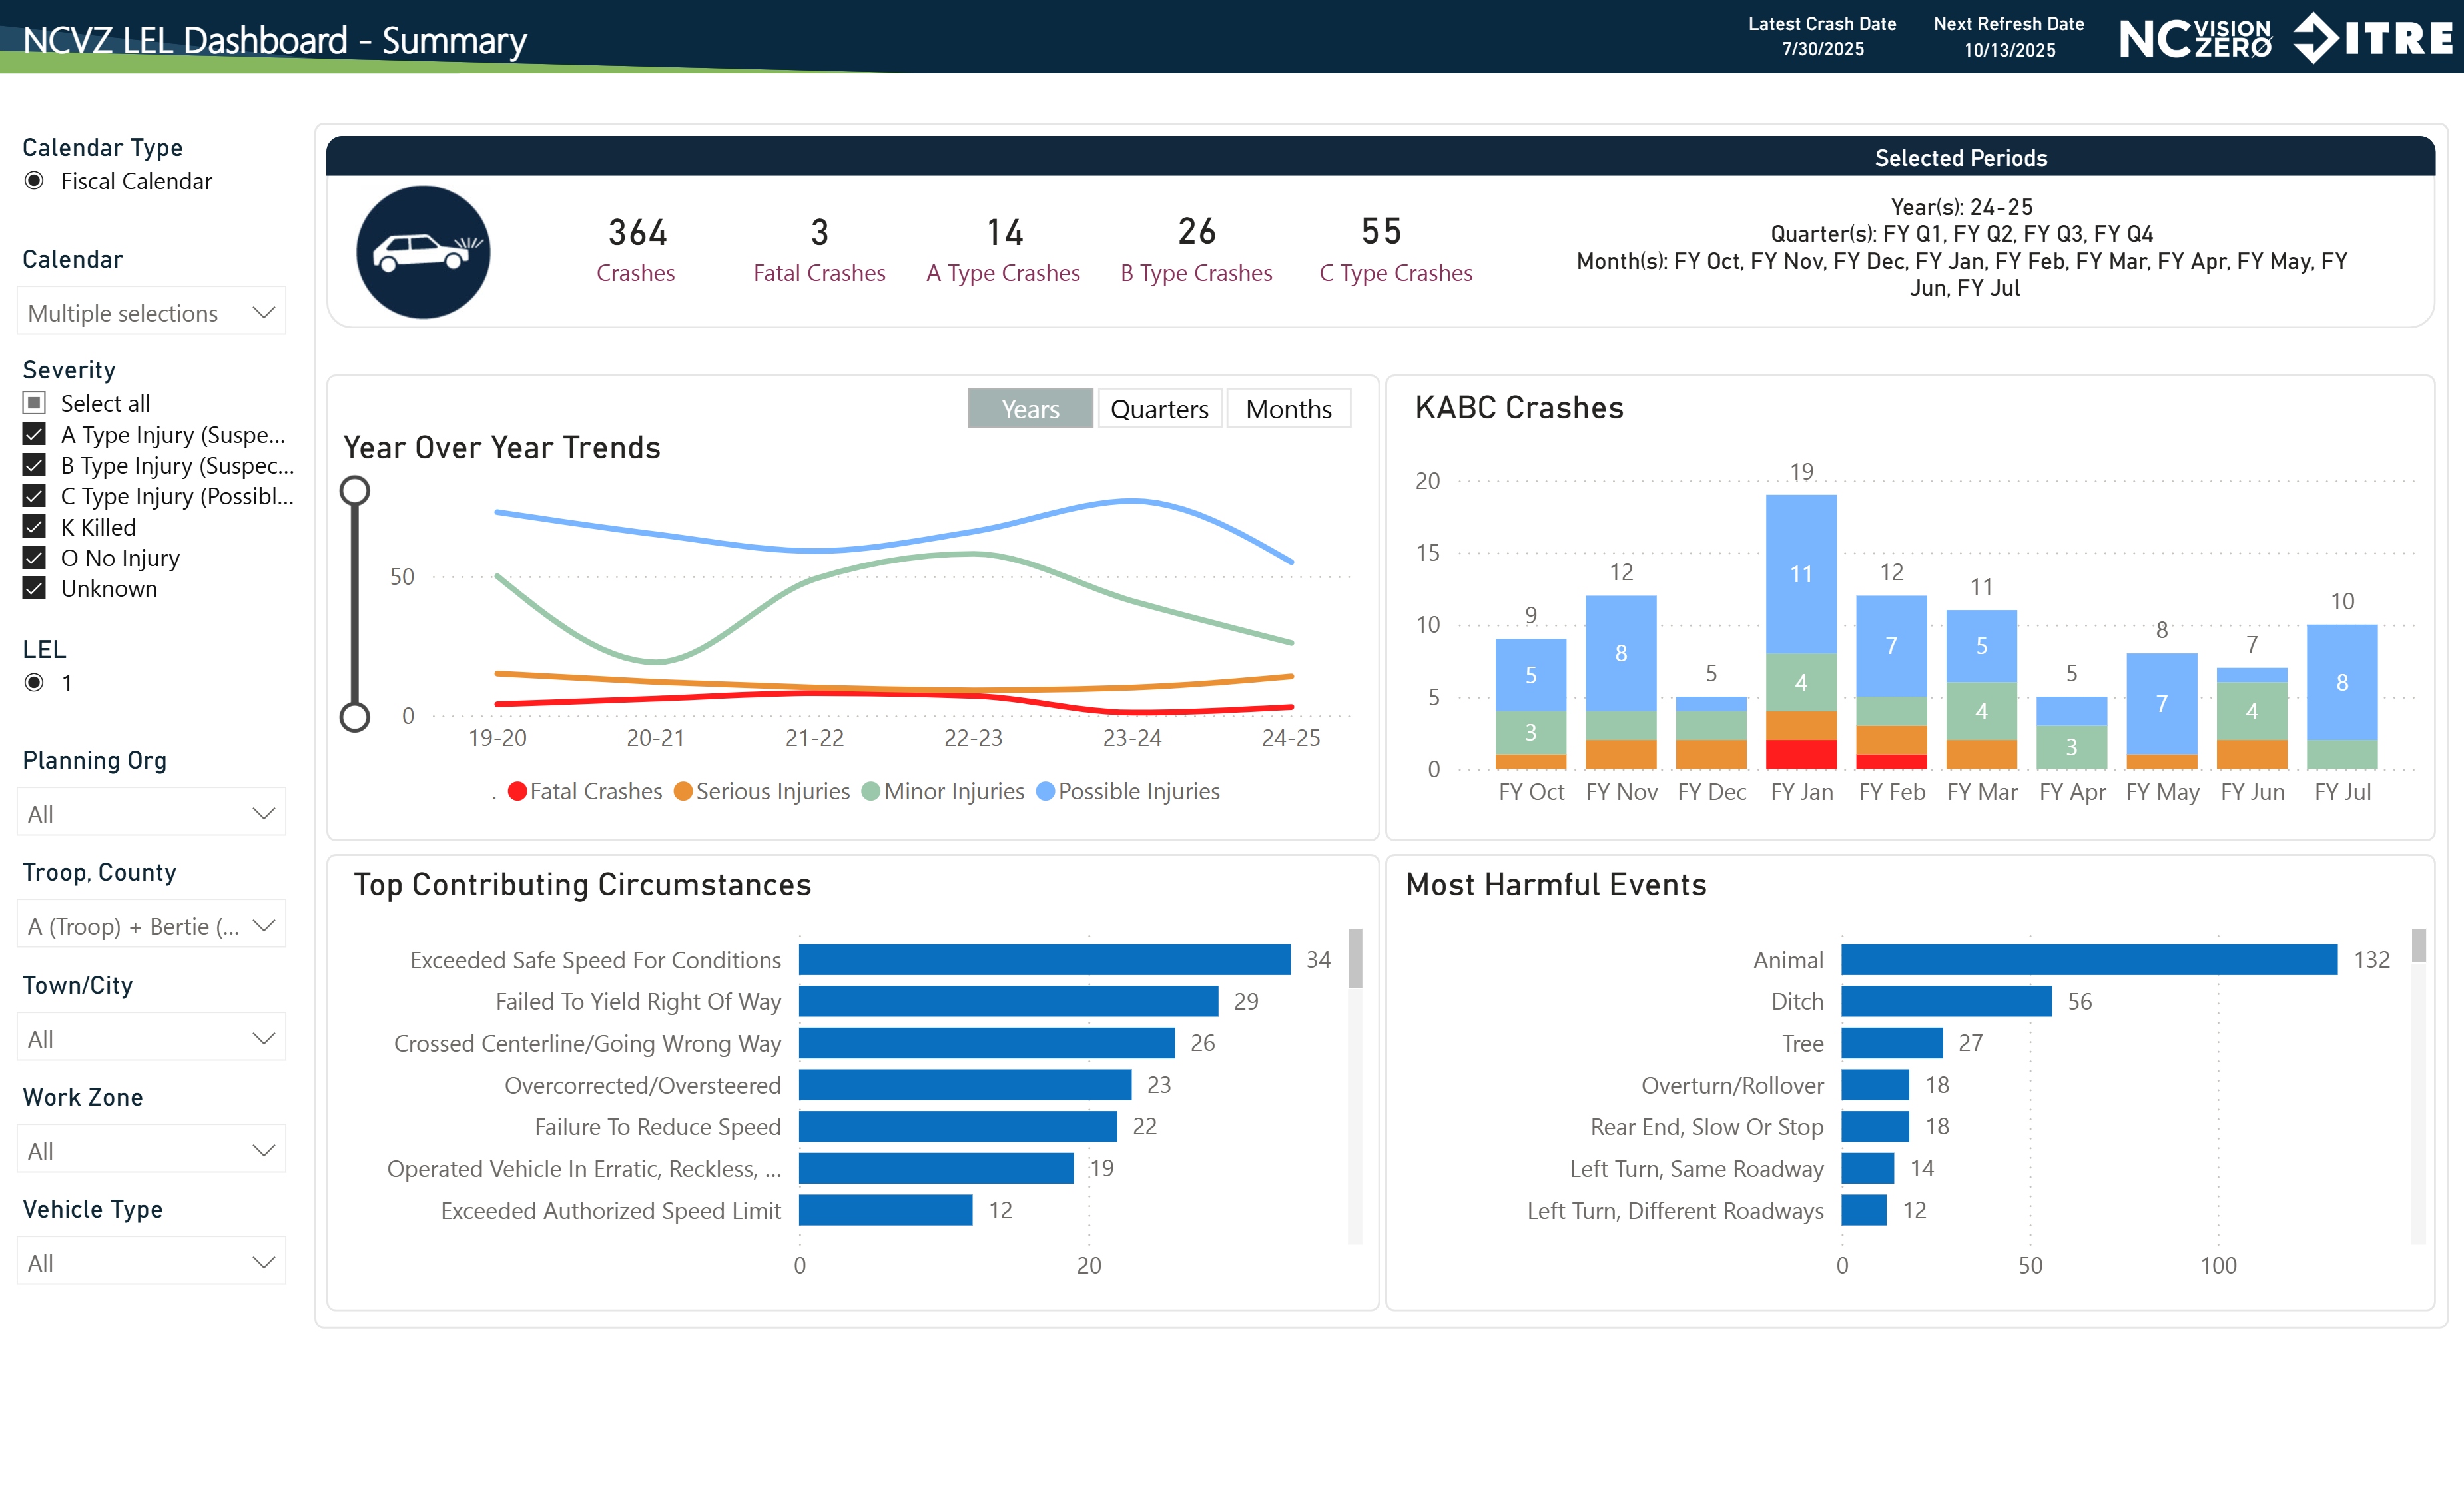 NCVZ LEL Dashboard - Summary
Latest Crash Date
7/30/2025
Next Refresh Date
10/13/2025
NC VISION ZERO
ITRE
Calendar Type
Fiscal Calendar
Calendar
Multiple selections
Severity
Select all
A Type Injury (Suspe...
B Type Injury (Suspec...
C Type Injury (Possibl...
K Killed
O No Injury
Unknown
LEL
1
Planning Org
All
Troop, County
A (Troop) + Bertie (...
Town/City
All
Work Zone
All
Vehicle Type
All
Selected Periods
364
Crashes
3
Fatal Crashes
14
A Type Crashes
26
B Type Crashes
55
C Type Crashes
Year(s): 24-25
Quarter(s): FY Q1, FY Q2, FY Q3, FY Q4
Month(s): FY Oct, FY Nov, FY Dec, FY Jan, FY Feb, FY Mar, FY Apr, FY May, FY
Jun, FY Jul
Years Quarters Months
Year Over Year Trends
50
0
19-20 20-21 21-22 22-23 23-24 24-25
. Fatal Crashes Serious Injuries Minor Injuries Possible Injuries
KABC Crashes
20
15
10
5
0
9 12 5 19 12 11 5 8 7 10
5 8 11 7 5 7 8
3 4 4 3 4
FY Oct FY Nov FY Dec FY Jan FY Feb FY Mar FY Apr FY May FY Jun FY Jul
Top Contributing Circumstances
Exceeded Safe Speed For Conditions 34
Failed To Yield Right Of Way 29
Crossed Centerline/Going Wrong Way 26
Overcorrected/Oversteered 23
Failure To Reduce Speed 22
Operated Vehicle In Erratic, Reckless, ... 19
Exceeded Authorized Speed Limit 12
0 20
Most Harmful Events
Animal 132
Ditch 56
Tree 27
Overturn/Rollover 18
Rear End, Slow Or Stop 18
Left Turn, Same Roadway 14
Left Turn, Different Roadways 12
0 50 100